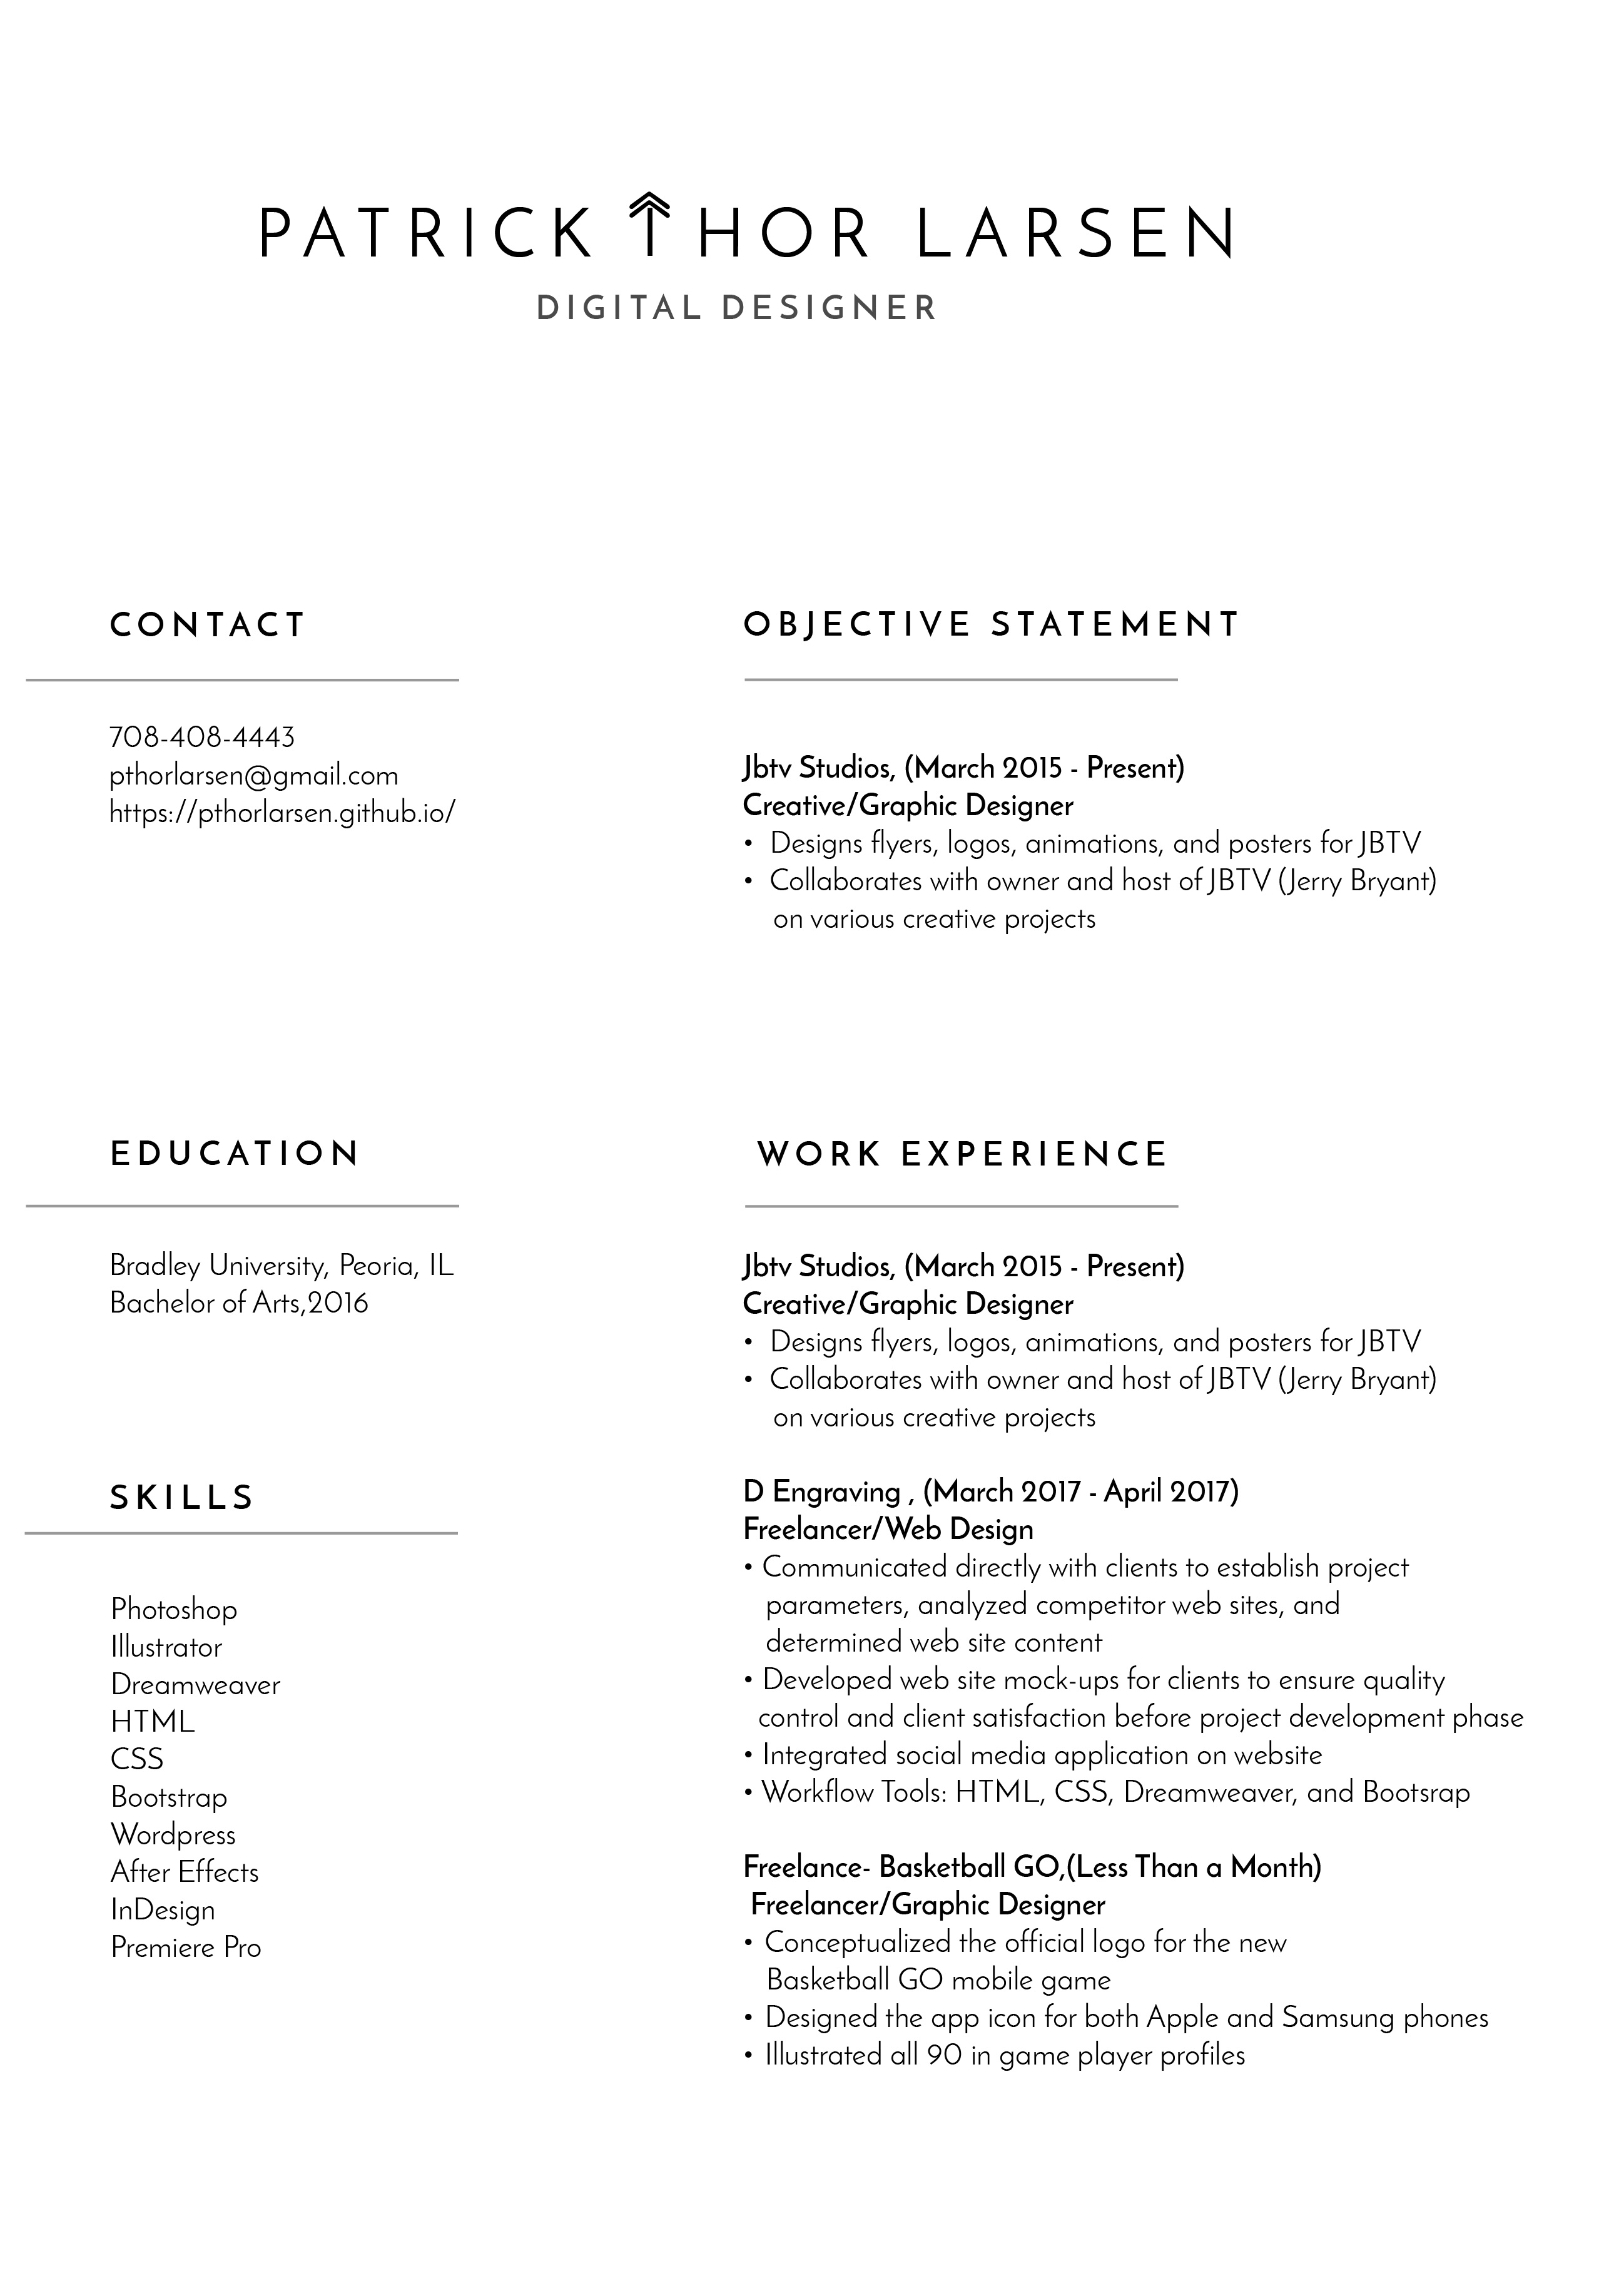 PATRICK THOR LARSEN
DIGITAL DESIGNER
CONTACT
708-408-4443
pthorlarsen@gmail.com
https://pthorlarsen.github.io/
OBJECTIVE STATEMENT
Jbtv Studios, (March 2015 - Present)
Creative/Graphic Designer
• Designs flyers, logos, animations, and posters for JBTV
• Collaborates with owner and host of JBTV (Jerry Bryant)
on various creative projects
EDUCATION
Bradley University, Peoria, IL
Bachelor of Arts,2016
SKILLS
Photoshop
Illustrator
Dreamweaver
HTML
CSS
Bootstrap
Wordpress
After Effects
InDesign
Premiere Pro
WORK EXPERIENCE
Jbtv Studios, (March 2015 - Present)
Creative/Graphic Designer
• Designs flyers, logos, animations, and posters for JBTV
• Collaborates with owner and host of JBTV (Jerry Bryant)
on various creative projects
D Engraving , (March 2017 - April 2017)
Freelancer/Web Design
• Communicated directly with clients to establish project
parameters, analyzed competitor web sites, and
determined web site content
• Developed web site mock-ups for clients to ensure quality
control and client satisfaction before project development phase
• Integrated social media application on website
• Workflow Tools: HTML, CSS, Dreamweaver, and Bootsrap
Freelance- Basketball GO,(Less Than a Month)
Freelancer/Graphic Designer
• Conceptualized the official logo for the new
Basketball GO mobile game
• Designed the app icon for both Apple and Samsung phones
• Illustrated all 90 in game player profiles